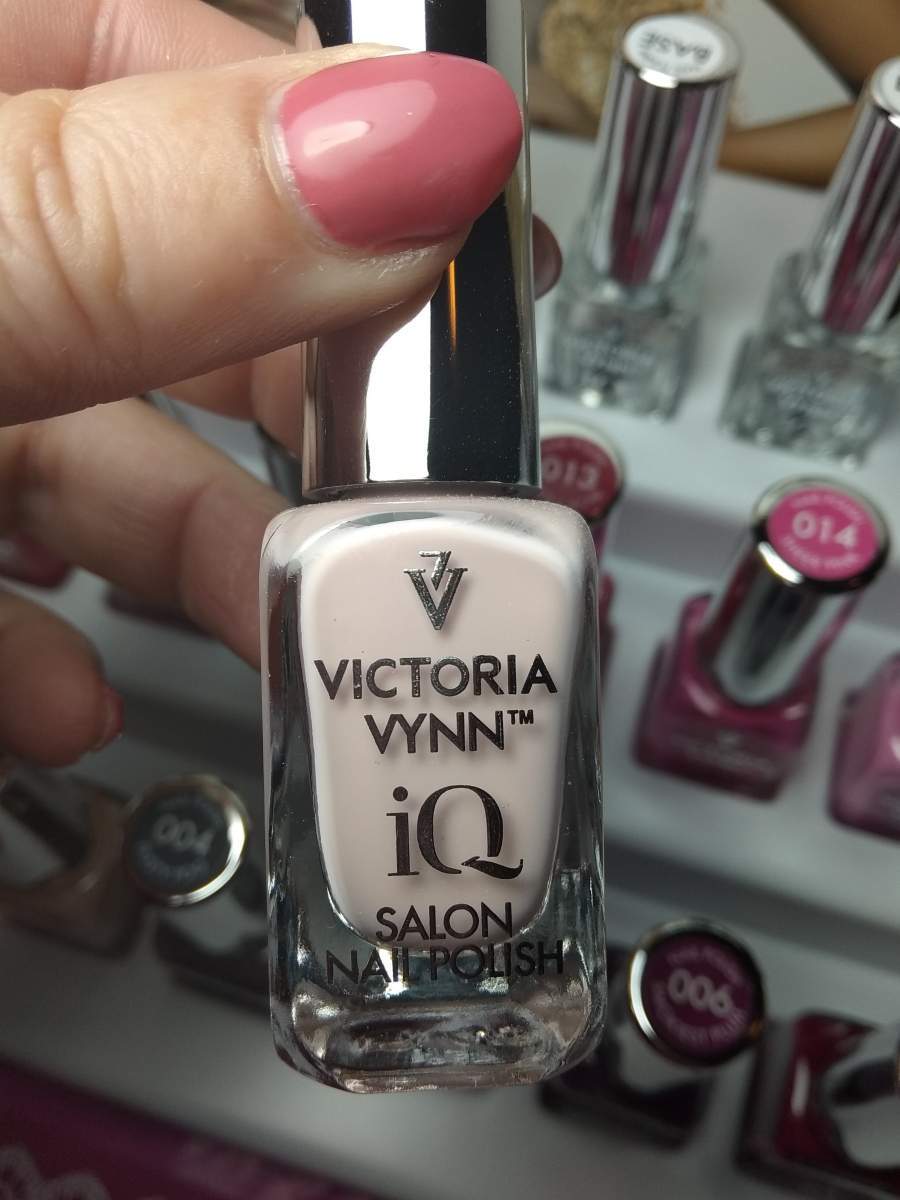 BASE
013
014
VICTORIA
VYNN™
iQ
SALON
NAIL POLISH
004
006